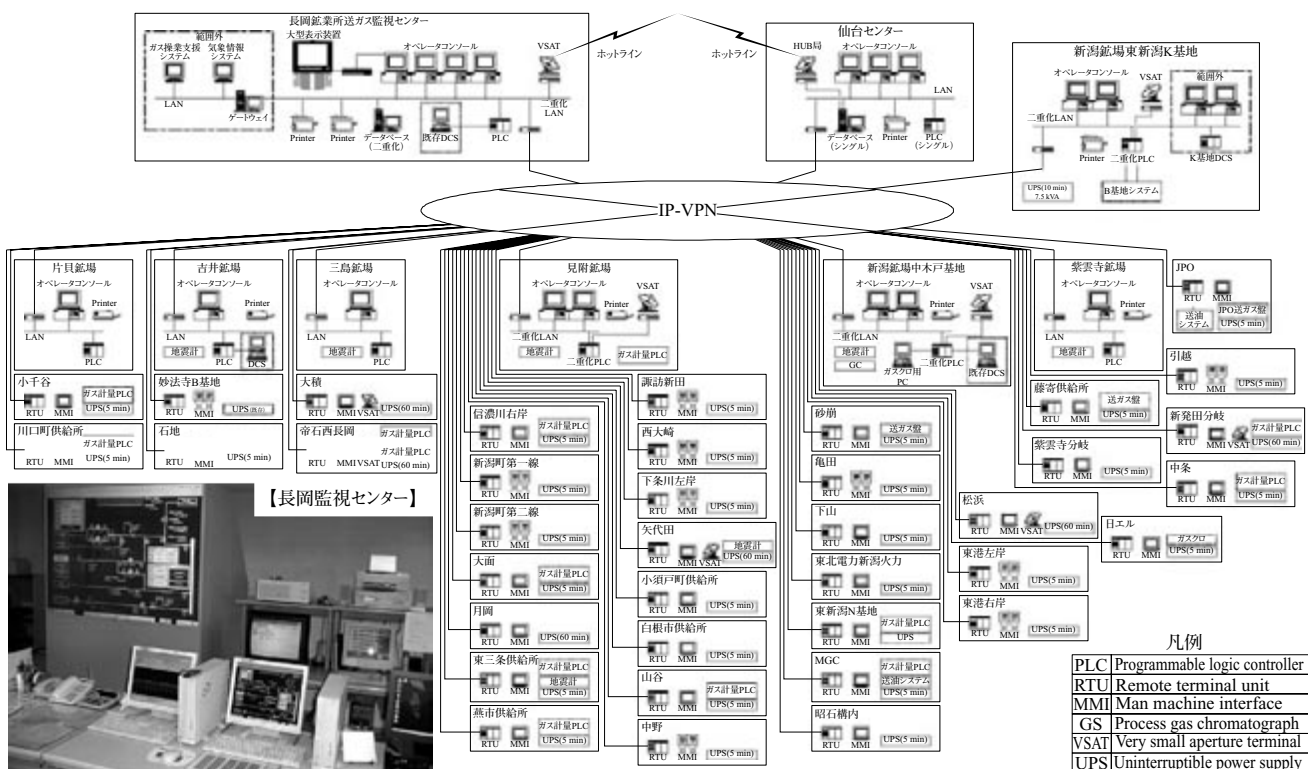 長岡鉱業所送ガス監視センター
範囲外
ガス操業支援システム
気象情報システム
大型表示装置
オペレータコンソール
VSAT
ホットライン
LAN
ゲートウェイ
Printer
Printer
データベース（二重化）
既存DCS
PLC
二重化LAN
仙台センター
HUB局
オペレータコンソール
ホットライン
LAN
データベース（シングル）
Printer
PLC（シングル）
新潟鉱場東新潟K基地
オペレータコンソール
VSAT
範囲外
二重化LAN
Printer
二重化PLC
K基地DCS
UPS(10 min)
7.5 kVA
B基地システム
IP-VPN
片貝鉱場
オペレータコンソール
Printer
LAN
PLC
吉井鉱場
オペレータコンソール
Printer
LAN
地震計
PLC
DCS
三島鉱場
オペレータコンソール
Printer
LAN
地震計
PLC
見附鉱場
オペレータコンソール
Printer
VSAT
二重化LAN
地震計
二重化PLC
ガス計量PLC
新潟鉱場中木戸基地
オペレータコンソール
Printer
VSAT
二重化LAN
地震計
GC
ガスクロ用PC
二重化PLC
既存DCS
紫雲寺鉱場
オペレータコンソール
Printer
LAN
地震計
PLC
JPO
RTU MMI
送油システム
JPO送ガス盤
UPS(5 min)
小千谷
ガス計量PLC
RTU MMI UPS(5 min)
川口町供給所
ガス計量PLC
RTU MMI UPS(5 min)
妙法寺B基地
RTU MMI UPS(既存)
石地
RTU MMI UPS(5 min)
大積
RTU MMI VSAT UPS(60 min)
帝石西長岡
ガス計量PLC
ガス計量PLC
RTU MMI VSAT UPS(60 min)
信濃川右岸
ガス計量PLC
RTU MMI UPS(5 min)
新潟町第一線
RTU MMI UPS(5 min)
新潟町第二線
RTU MMI UPS(5 min)
大面
ガス計量PLC
RTU MMI UPS(5 min)
月岡
RTU MMI UPS(60 min)
東三条供給所
ガス計量PLC
地震計
RTU MMI UPS(5 min)
燕市供給所
ガス計量PLC
RTU MMI UPS(5 min)
諏訪新田
RTU MMI UPS(5 min)
西大崎
RTU MMI UPS(5 min)
下条川左岸
RTU MMI UPS(5 min)
矢代田
地震計
RTU MMI VSAT UPS(60 min)
小須戸町供給所
RTU MMI UPS(5 min)
白根市供給所
RTU MMI UPS(5 min)
山谷
ガス計量PLC
RTU MMI UPS(5 min)
中野
RTU MMI UPS(5 min)
砂崩
送ガス盤
RTU MMI UPS(5 min)
亀田
RTU MMI UPS(5 min)
下山
RTU MMI UPS(5 min)
東北電力新潟火力
RTU MMI UPS(5 min)
東新潟N基地
ガス計量PLC
RTU MMI UPS
MGC
ガス計量PLC
送油システム
RTU MMI UPS(5 min)
昭石構内
RTU MMI UPS(5 min)
松浜
RTU MMI VSAT UPS(60 min)
東港左岸
RTU MMI UPS(5 min)
東港右岸
RTU MMI UPS(5 min)
藤寄供給所
送ガス盤
RTU MMI UPS(5 min)
紫雲寺分岐
RTU MMI UPS(5 min)
引越
RTU MMI UPS(5 min)
新発田分岐
ガス計量PLC
RTU MMI VSAT UPS(60 min)
中条
ガス計量PLC
RTU MMI UPS(5 min)
日エル
ガスクロ
RTU MMI UPS(5 min)
【長岡監視センター】
凡例
PLC Programmable logic controller
RTU Remote terminal unit
MMI Man machine interface
GS Process gas chromatograph
VSAT Very small aperture terminal
UPS Uninterruptible power supply